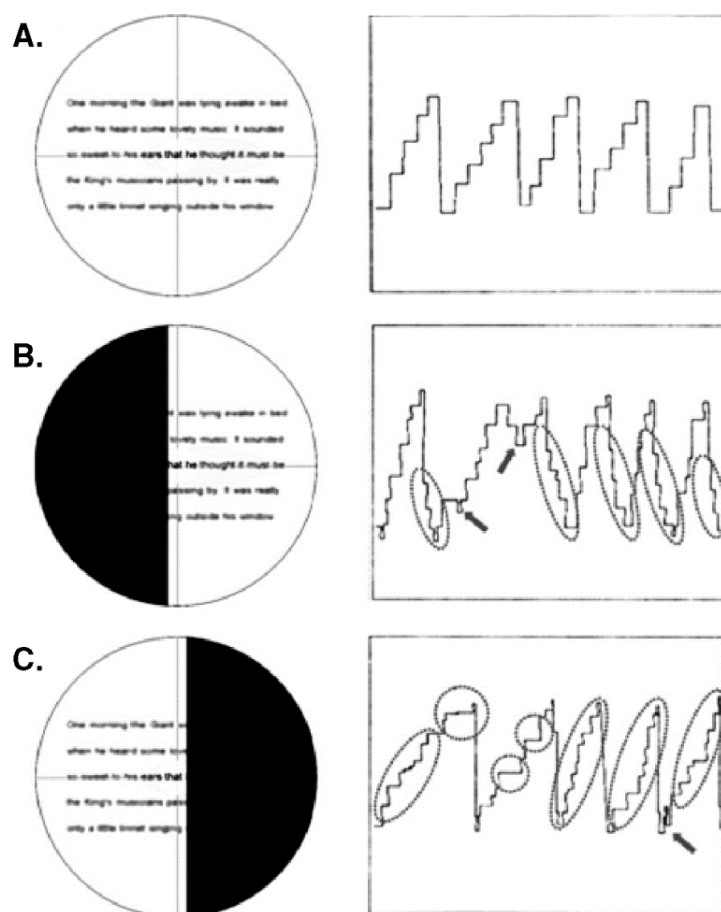 A.
One morning the Giant was lying awake in bed
when he heard some lovely music. It sounded
so sweet to his ears that he thought it must be
the King's musicians passing by. It was really
only a little linnet singing outside his window
B.
was lying awake in bed
lovely music. It sounded
that he thought it must be
passing by. It was really
ng outside his window
C.
One morning the Giant w
when he heard some love
so sweet to his ears that
the King's musicians pass
only a little linnet singing